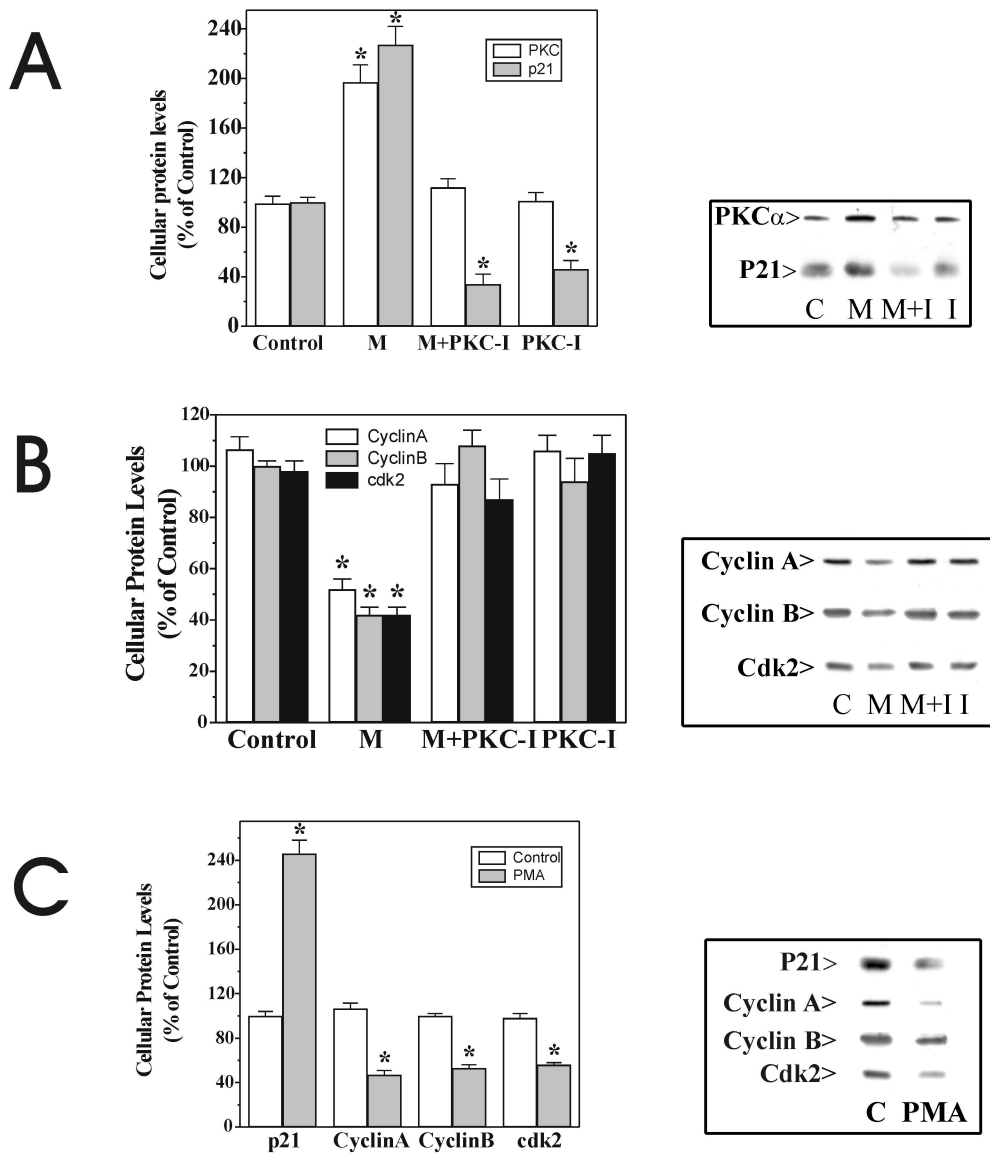 A
Cellular protein levels
(% of Control)
240
200
160
120
80
40
0
*
*
*
*
PKC
p21
Control M M+PKC-I PKC-I
PKCα>
P21>
C M M+I I
B
Cellular Protein Levels
(% of Control)
120
100
80
60
40
20
0
CyclinA
CyclinB
cdk2
* * *
Control M M+PKC-I PKC-I
Cyclin A>
Cyclin B>
Cdk2>
C M M+I I
C
Cellular Protein Levels
(% of Control)
240
200
160
120
80
40
0
*
*
*
*
Control
PMA
p21 CyclinA CyclinB cdk2
P21>
Cyclin A>
Cyclin B>
Cdk2>
C PMA